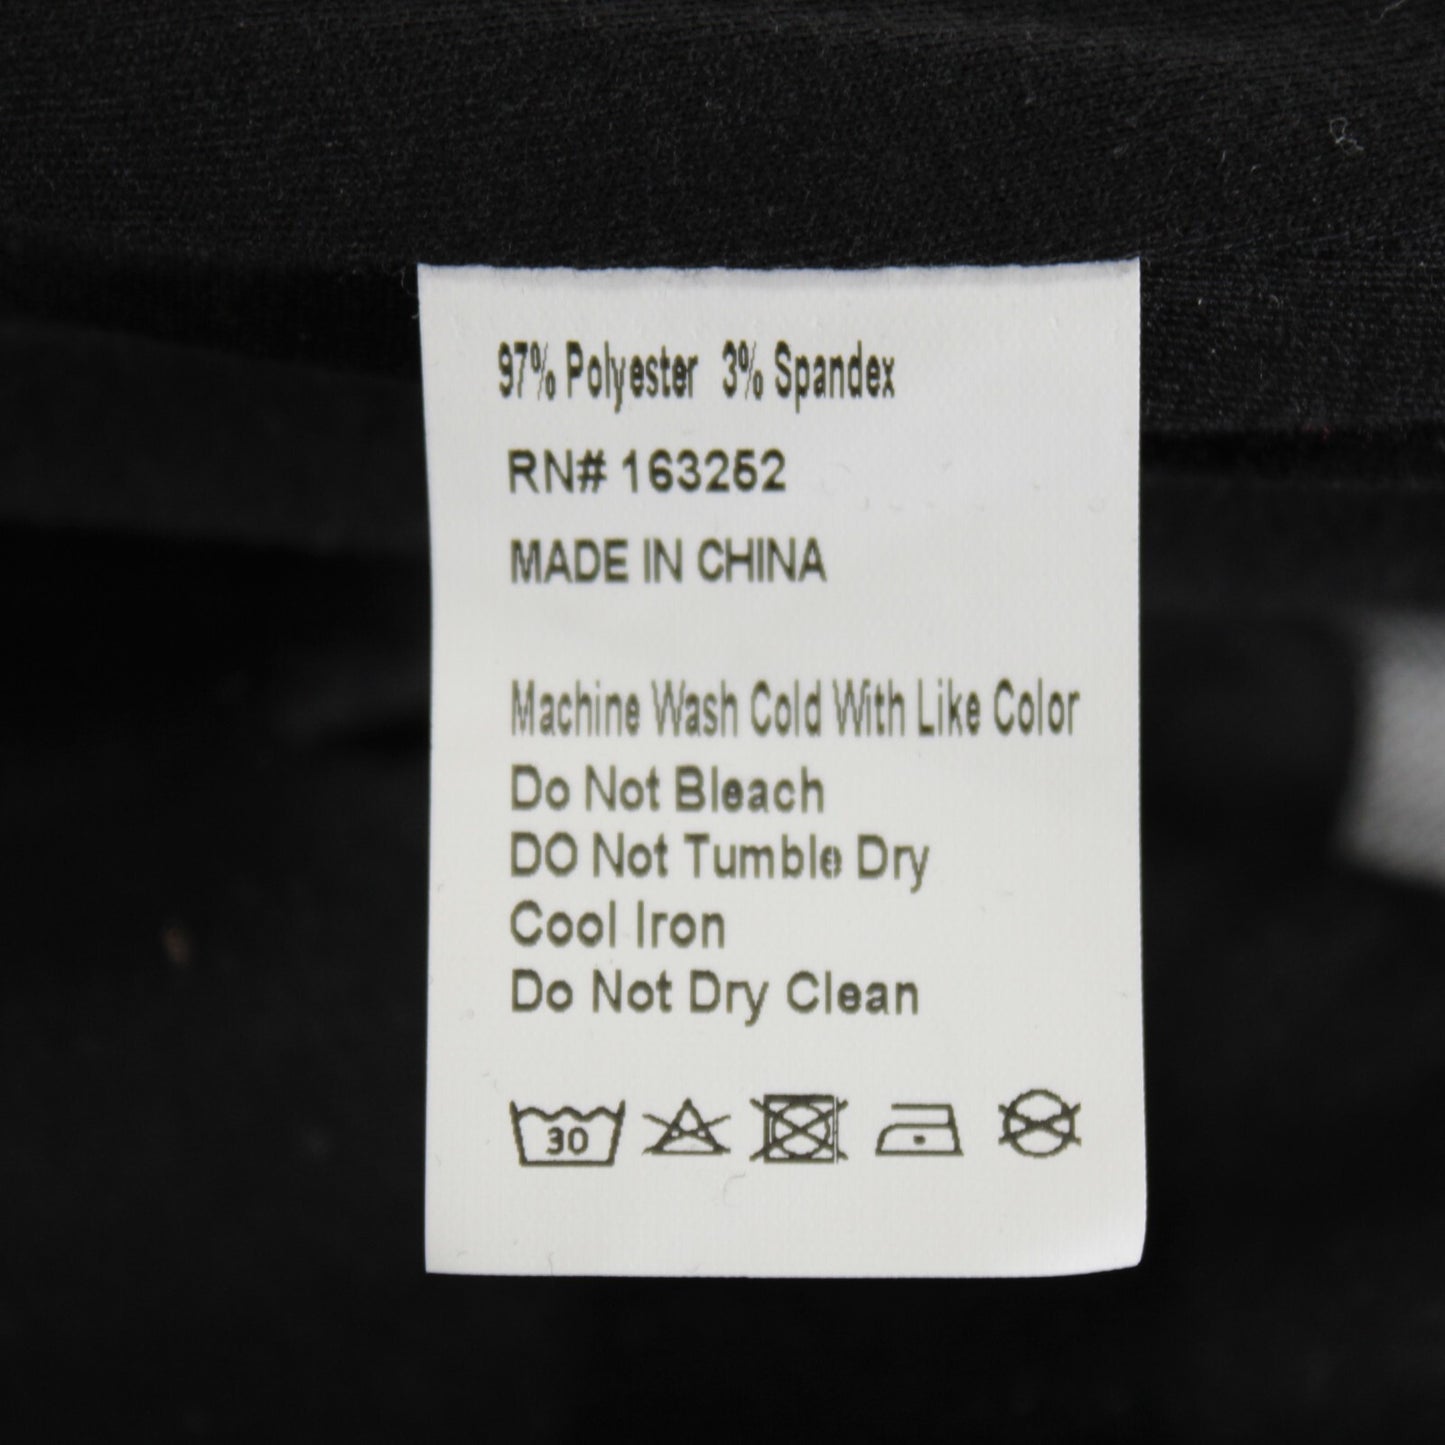 97% Polyester 3% Spandex
RN# 163252
MADE IN CHINA
Machine Wash Cold With Like Color
Do Not Bleach
DO Not Tumble Dry
Cool Iron
Do Not Dry Clean
30